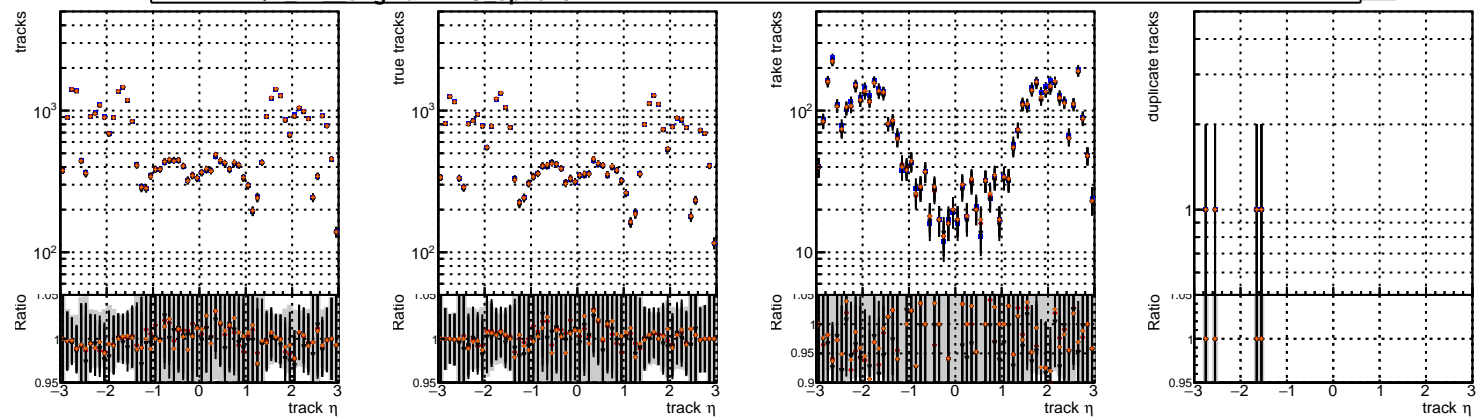 tracks
10³
10²
1.05
Ratio
1
0.95
−3 −2 −1 0 1 2 3
track η
true tracks
10³
10²
1.05
Ratio
1
0.95
−3 −2 −1 0 1 2 3
track η
fake tracks
10²
10
Ratio
1
0.95
0.9
−3 −2 −1 0 1 2 3
track η
duplicate tracks
1
1.05
Ratio
1
0.95
−3 −2 −1 0 1 2 3
track η